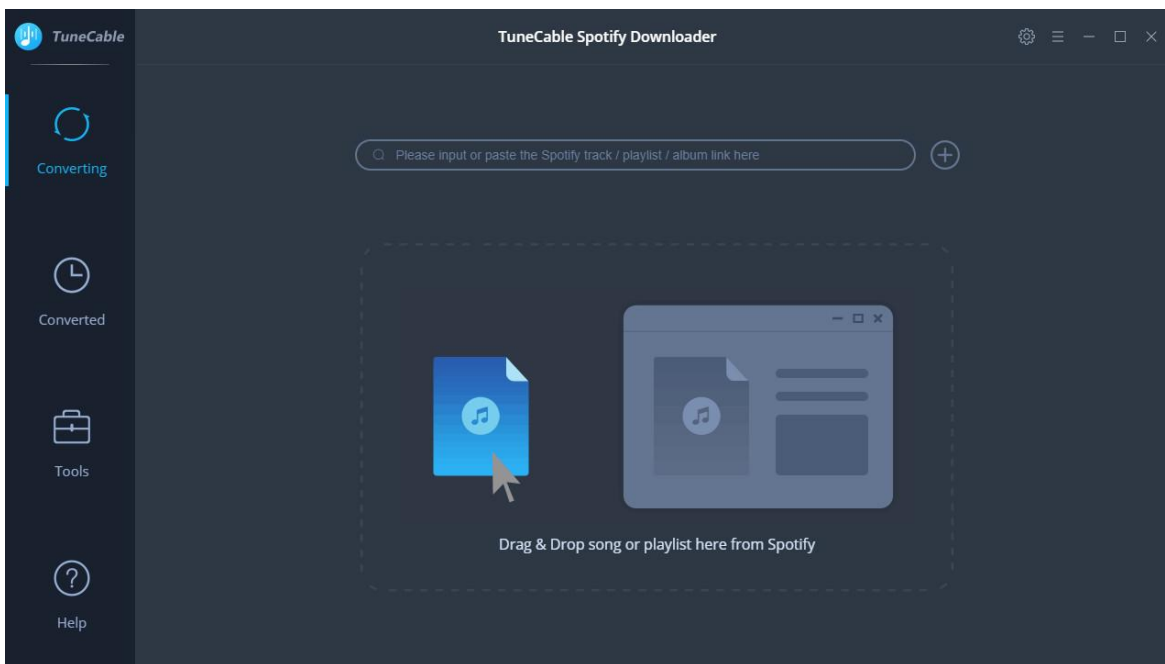 TuneCable
TuneCable Spotify Downloader
Converting
Please input or paste the Spotify track / playlist / album link here
Converted
Tools
Drag & Drop song or playlist here from Spotify
Help